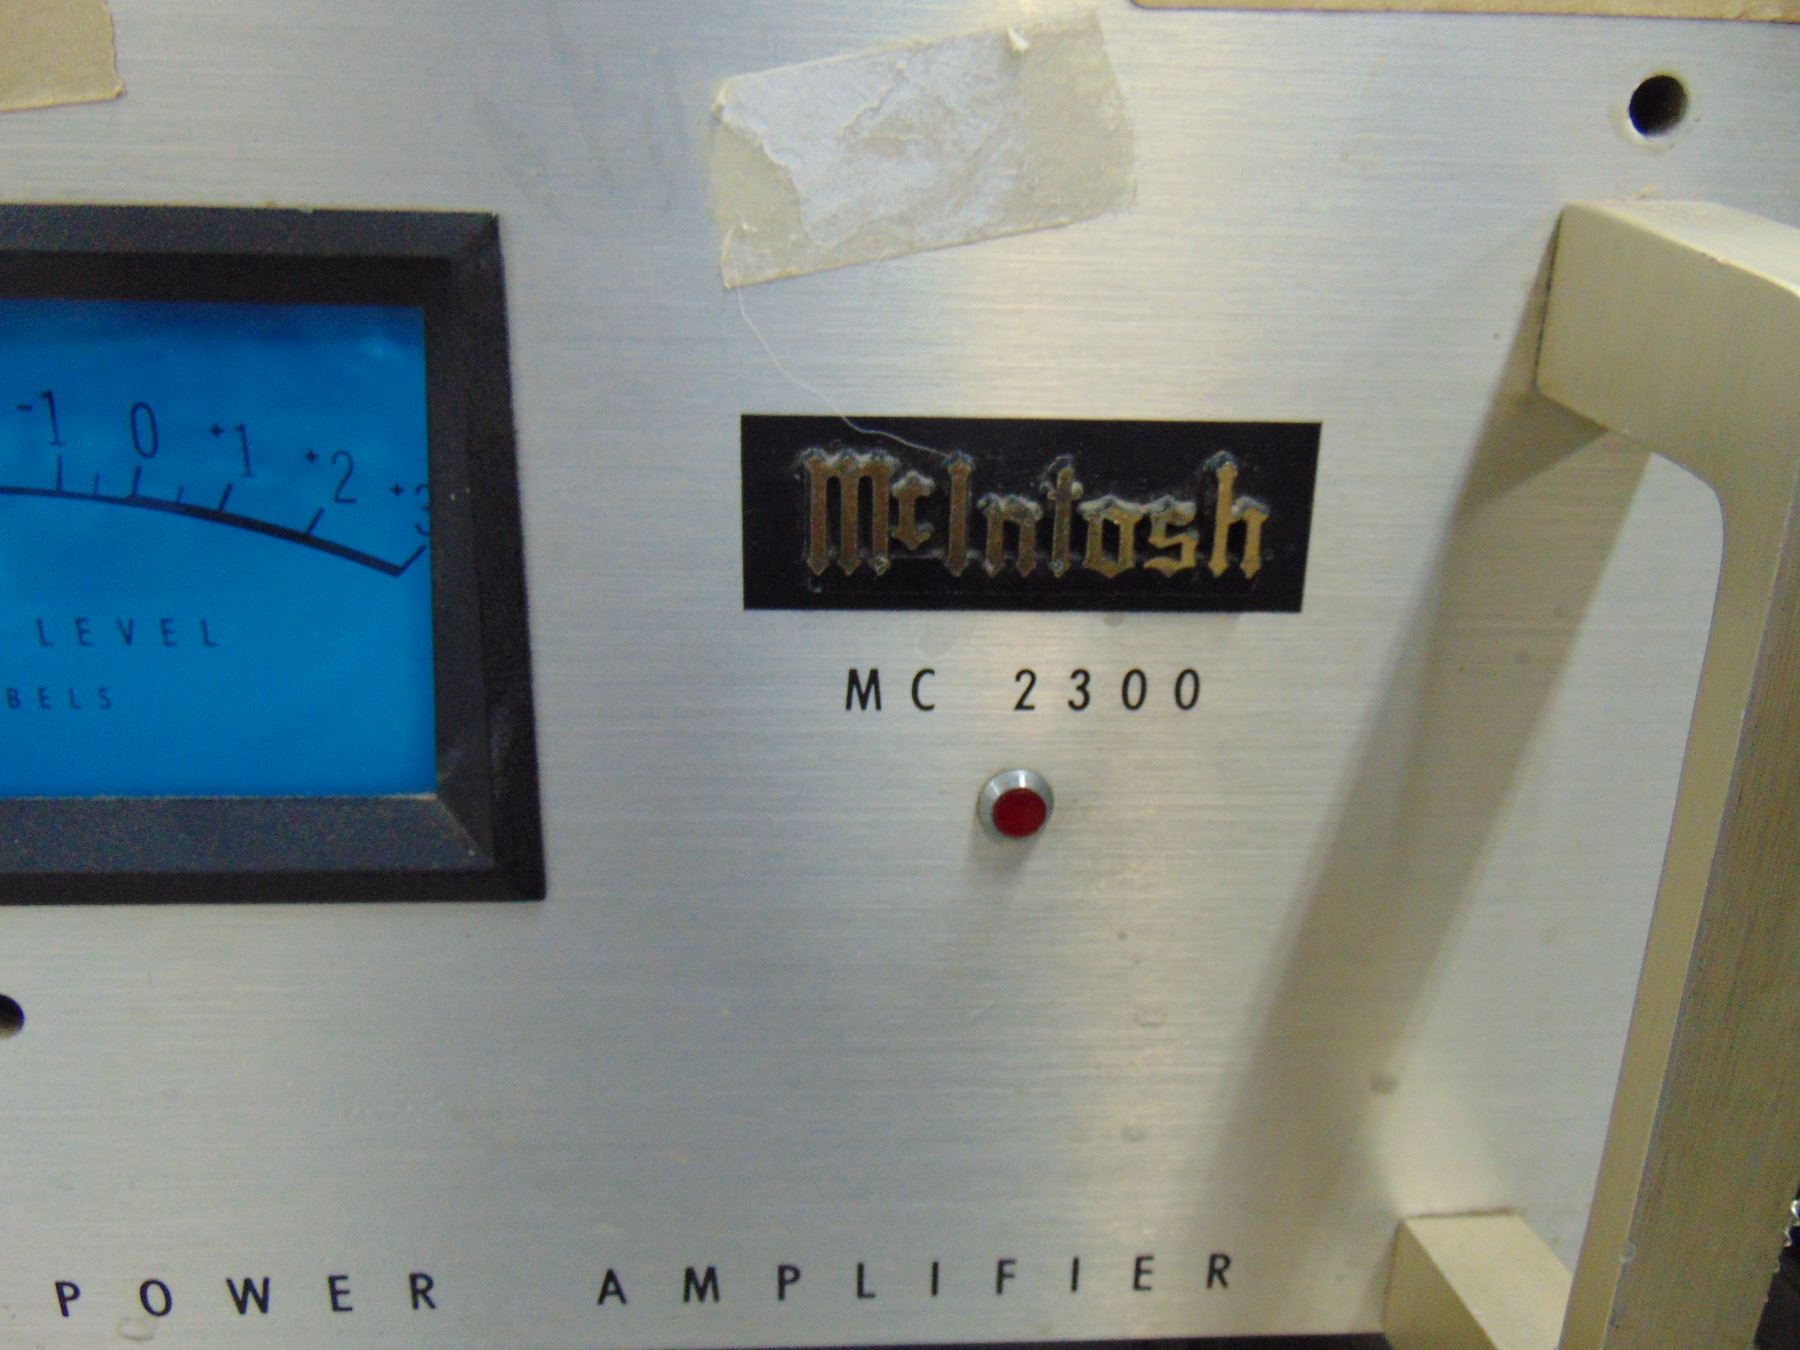 -1 0 +1 +2 +3
LEVEL
BELS
McIntosh
MC 2300
POWER AMPLIFIER